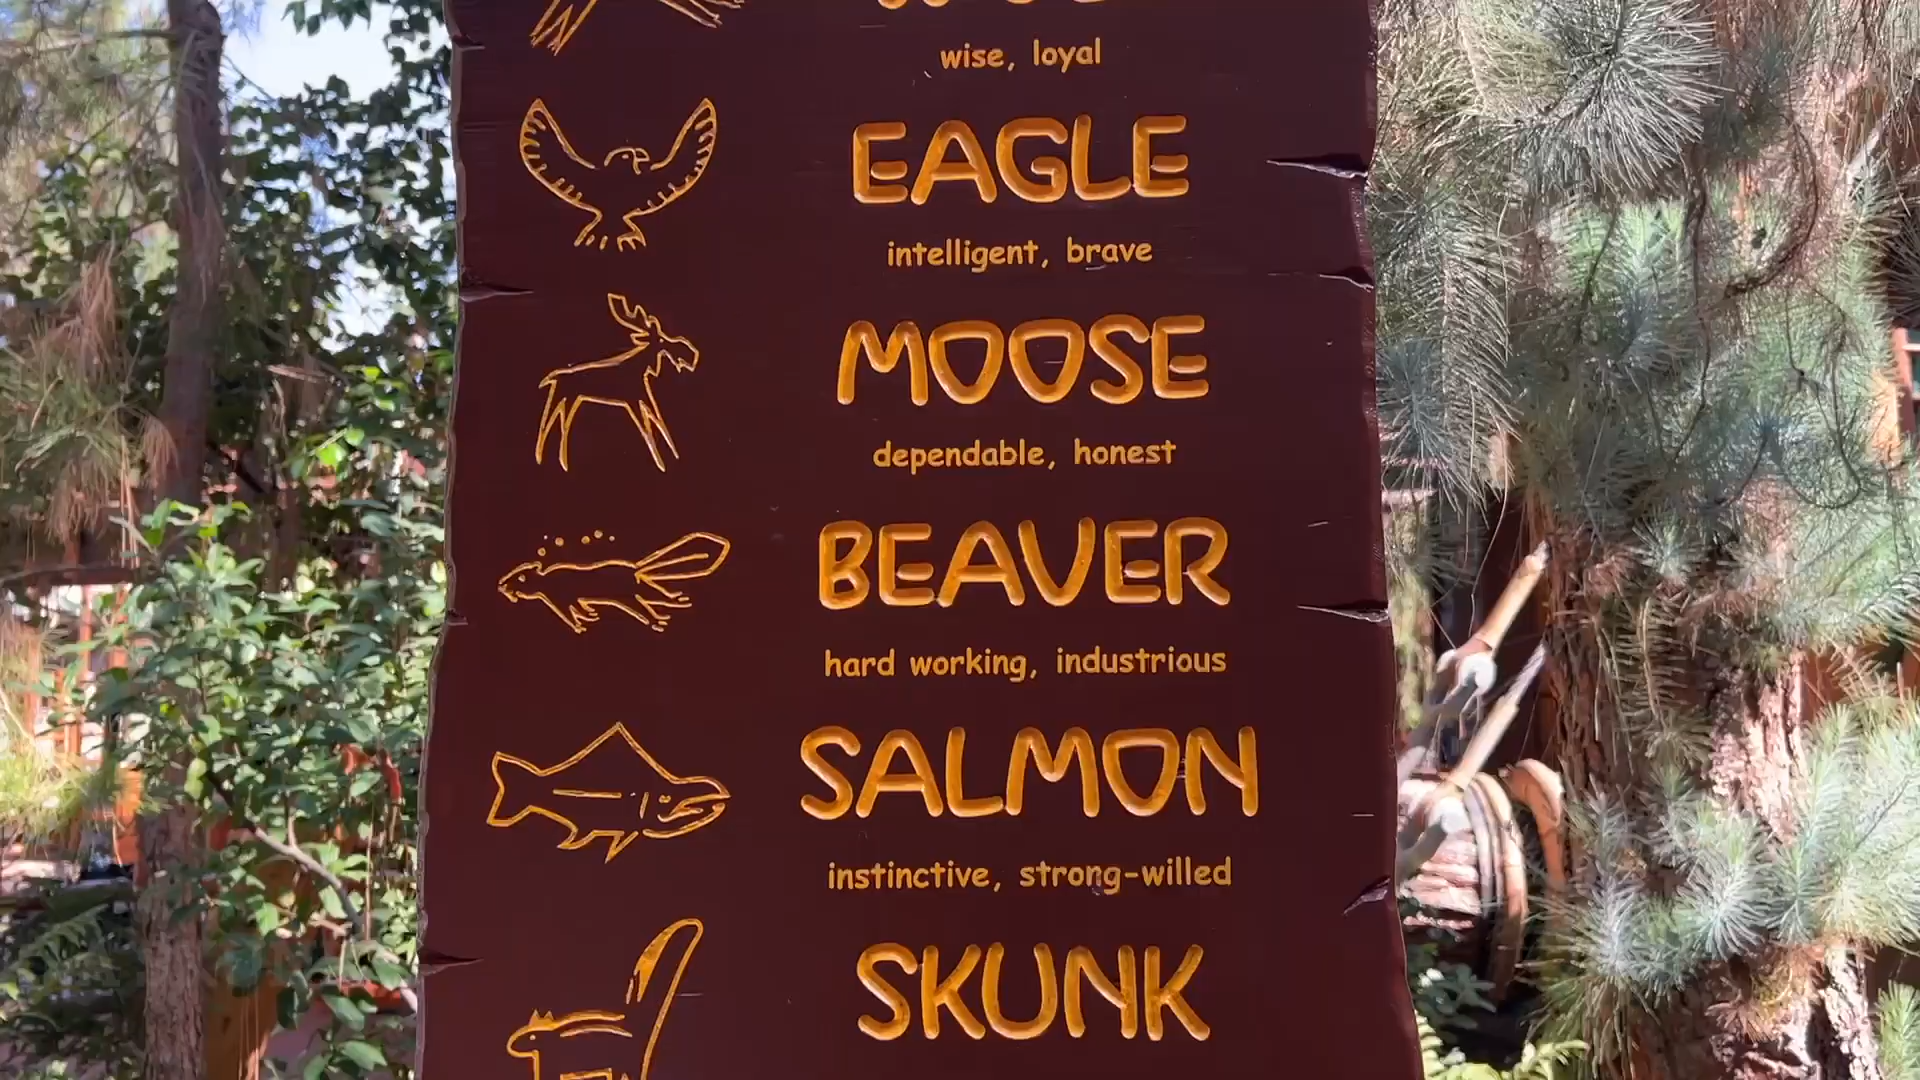 wise, loyal
EAGLE
intelligent, brave
MOOSE
dependable, honest
BEAVER
hard working, industrious
SALMON
instinctive, strong-willed
SKUNK